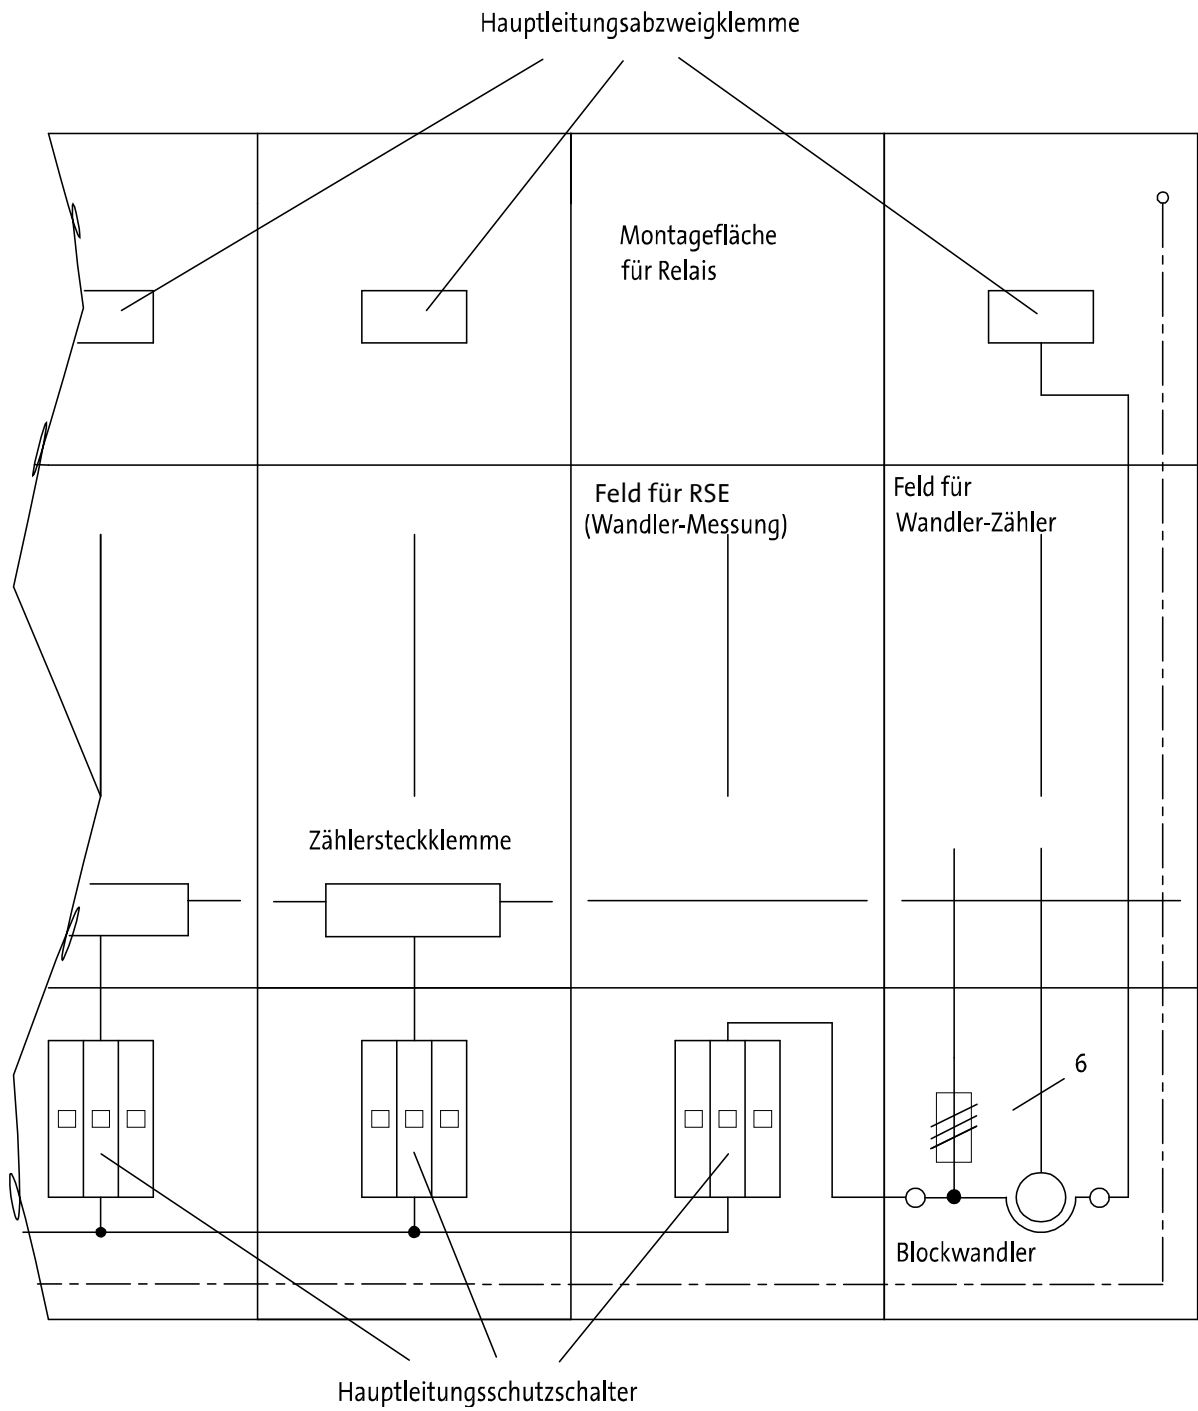 Hauptleitungsabzweigklemme
Montagefläche
für Relais
Feld für RSE
(Wandler-Messung)
Feld für
Wandler-Zähler
Zählersteckklemme
6
Blockwandler
Hauptleitungsschutzschalter